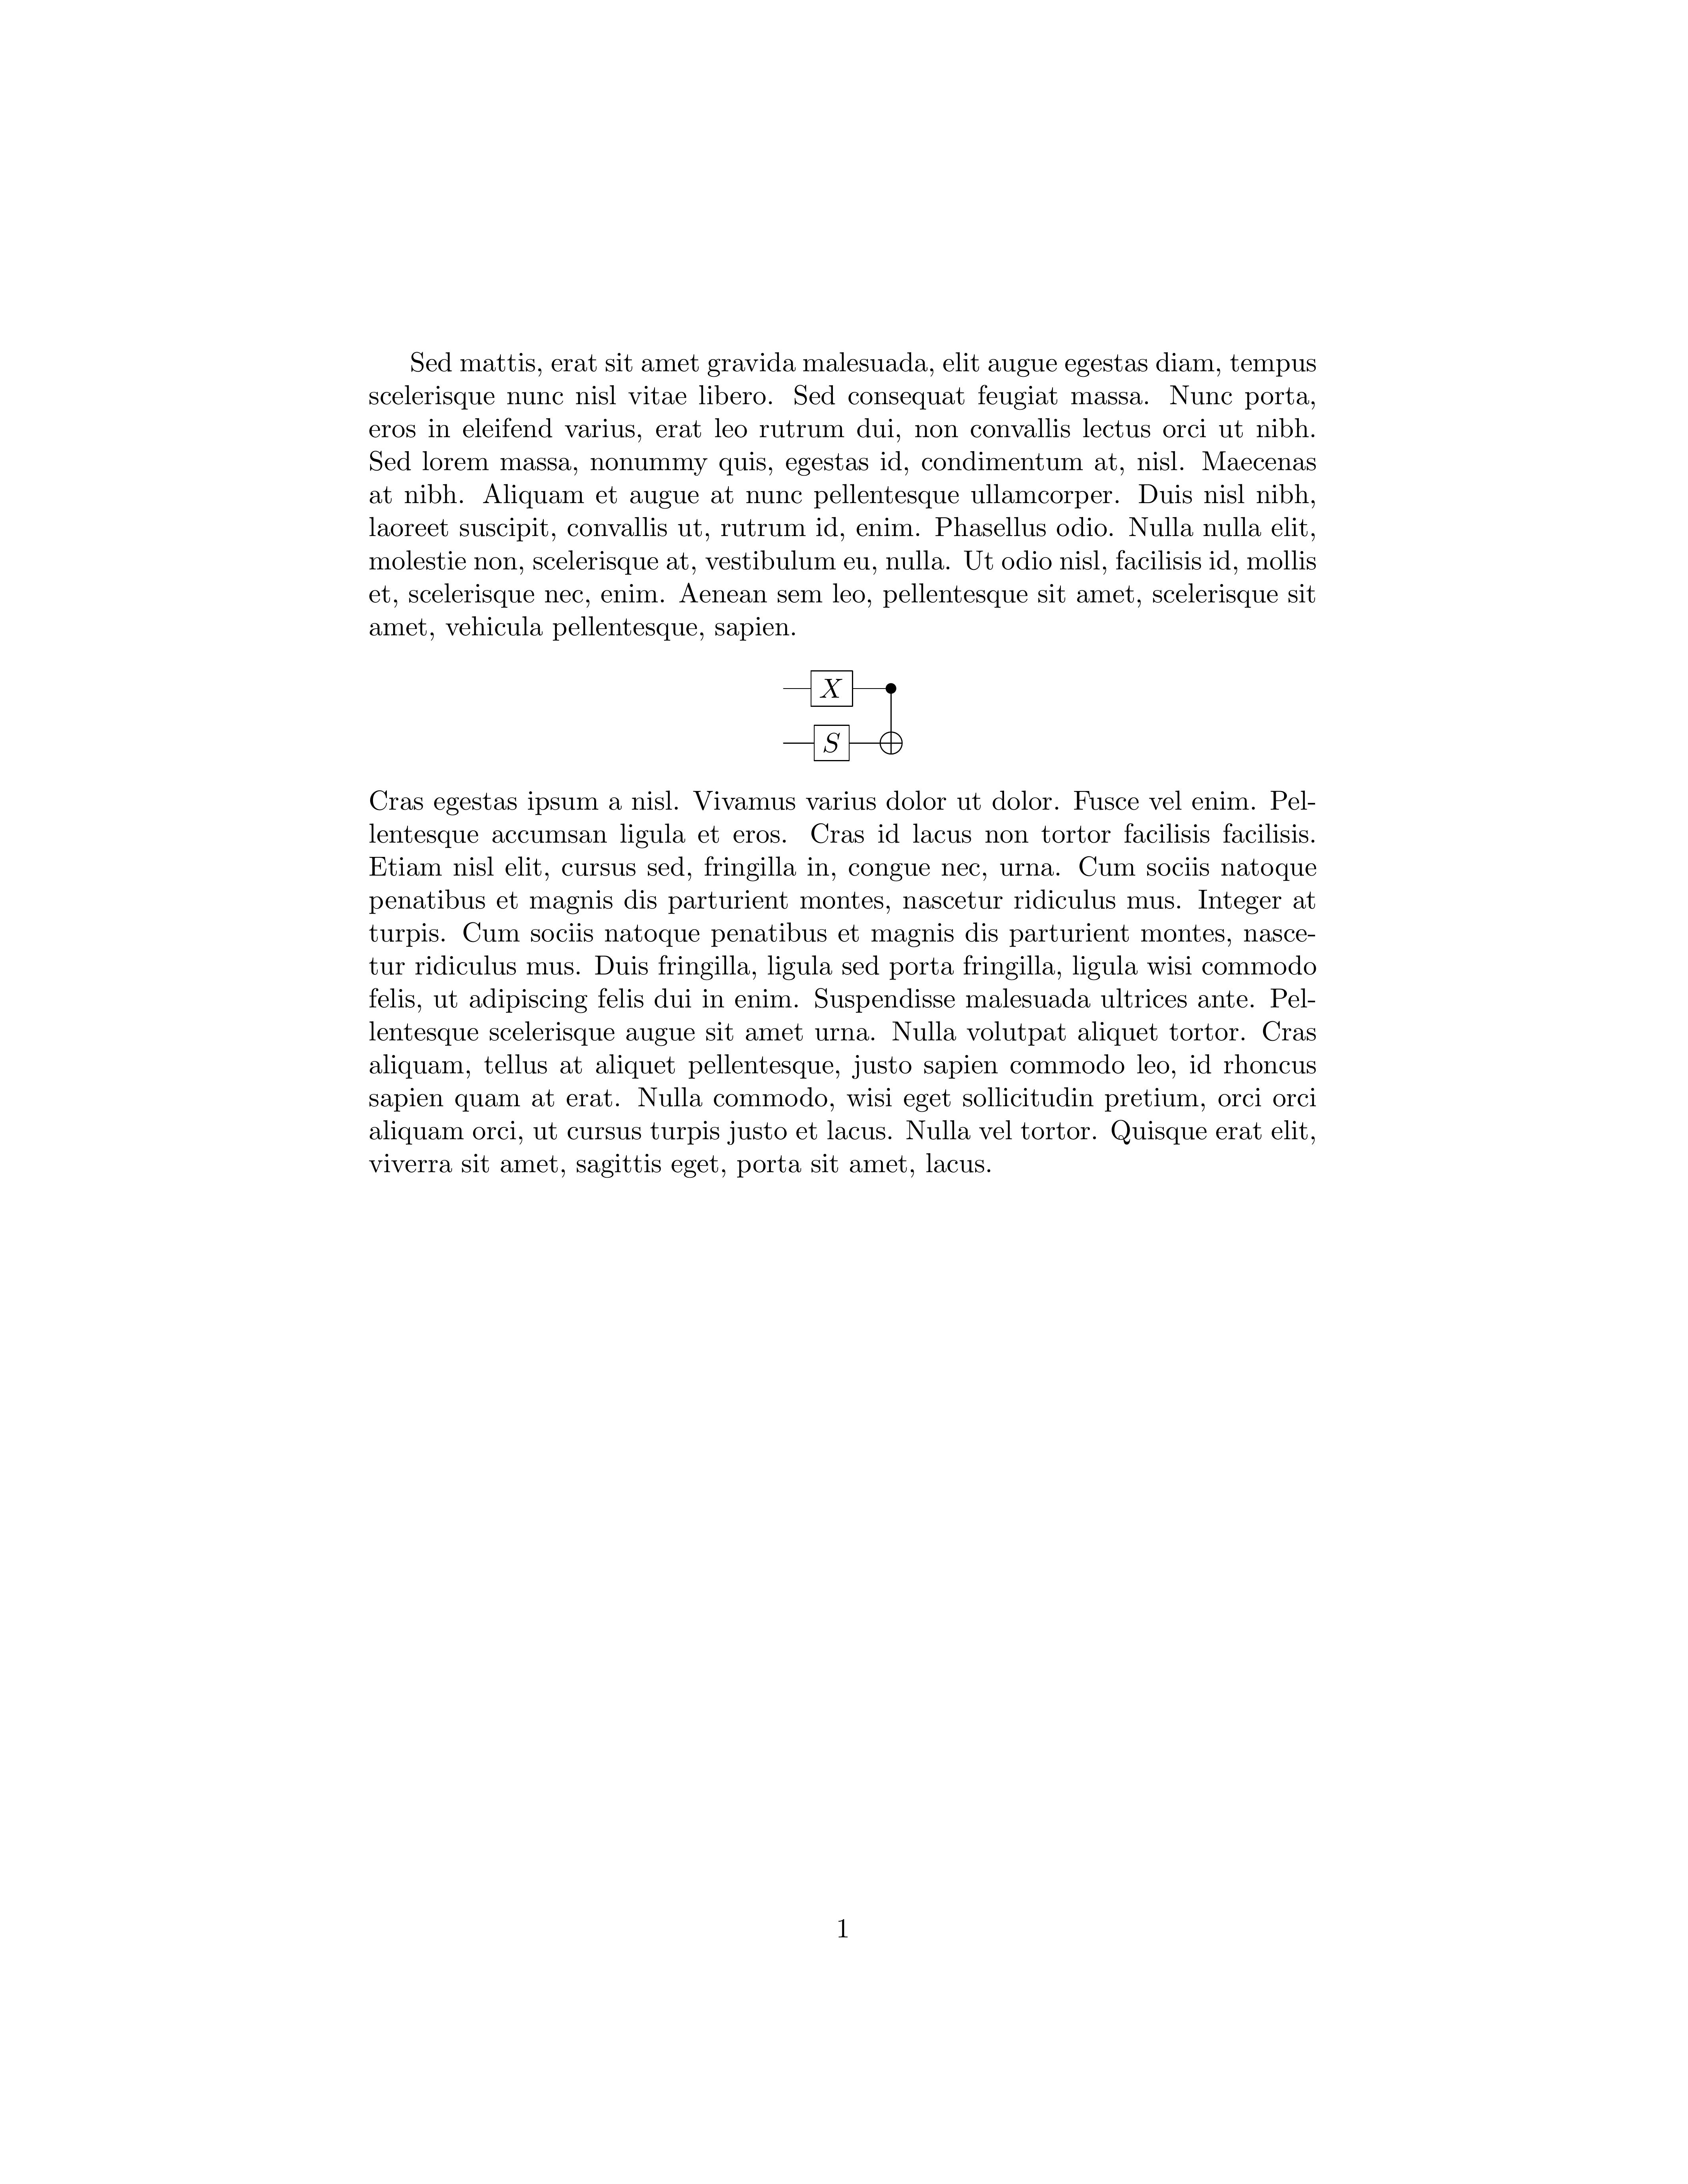 Sed mattis, erat sit amet gravida malesuada, elit augue egestas diam, tempus
scelerisque nunc nisl vitae libero. Sed consequat feugiat massa. Nunc porta,
eros in eleifend varius, erat leo rutrum dui, non convallis lectus orci ut nibh.
Sed lorem massa, nonummy quis, egestas id, condimentum at, nisl. Maecenas
at nibh. Aliquam et augue at nunc pellentesque ullamcorper. Duis nisl nibh,
laoreet suscipit, convallis ut, rutrum id, enim. Phasellus odio. Nulla nulla elit,
molestie non, scelerisque at, vestibulum eu, nulla. Ut odio nisl, facilisis id, mollis
et, scelerisque nec, enim. Aenean sem leo, pellentesque sit amet, scelerisque sit
amet, vehicula pellentesque, sapien.
X
S
Cras egestas ipsum a nisl. Vivamus varius dolor ut dolor. Fusce vel enim. Pel-
lentesque accumsan ligula et eros. Cras id lacus non tortor facilisis facilisis.
Etiam nisl elit, cursus sed, fringilla in, congue nec, urna. Cum sociis natoque
penatibus et magnis dis parturient montes, nascetur ridiculus mus. Integer at
turpis. Cum sociis natoque penatibus et magnis dis parturient montes, nasce-
tur ridiculus mus. Duis fringilla, ligula sed porta fringilla, ligula wisi commodo
felis, ut adipiscing felis dui in enim. Suspendisse malesuada ultrices ante. Pel-
lentesque scelerisque augue sit amet urna. Nulla volutpat aliquet tortor. Cras
aliquam, tellus at aliquet pellentesque, justo sapien commodo leo, id rhoncus
sapien quam at erat. Nulla commodo, wisi eget sollicitudin pretium, orci orci
aliquam orci, ut cursus turpis justo et lacus. Nulla vel tortor. Quisque erat elit,
viverra sit amet, sagittis eget, porta sit amet, lacus.
1